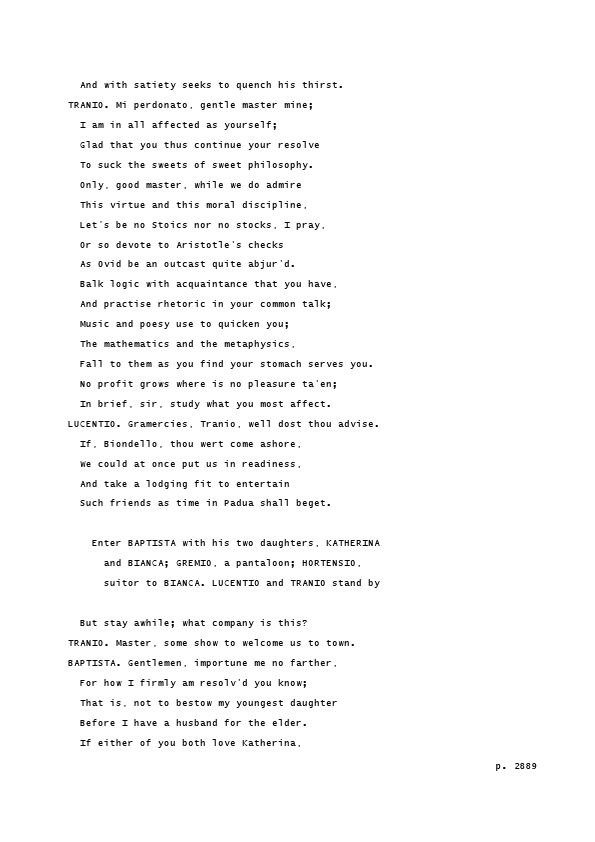 And with satiety seeks to quench his thirst.
TRANIO. Mi perdonato, gentle master mine;
I am in all affected as yourself;
Glad that you thus continue your resolve
To suck the sweets of sweet philosophy.
Only, good master, while we do admire
This virtue and this moral discipline,
Let's be no Stoics nor no stocks, I pray,
Or so devote to Aristotle's checks
As Ovid be an outcast quite abjur'd.
Balk logic with acquaintance that you have,
And practise rhetoric in your common talk;
Music and poesy use to quicken you;
The mathematics and the metaphysics,
Fall to them as you find your stomach serves you.
No profit grows where is no pleasure ta'en;
In brief, sir, study what you most affect.
LUCENTIO. Gramercies, Tranio, well dost thou advise.
If, Biondello, thou wert come ashore,
We could at once put us in readiness,
And take a lodging fit to entertain
Such friends as time in Padua shall beget.
Enter BAPTISTA with his two daughters, KATHERINA
and BIANCA; GREMIO, a pantaloon; HORTENSIO,
suitor to BIANCA. LUCENTIO and TRANIO stand by
But stay awhile; what company is this?
TRANIO. Master, some show to welcome us to town.
BAPTISTA. Gentlemen, importune me no farther,
For how I firmly am resolv'd you know;
That is, not to bestow my youngest daughter
Before I have a husband for the elder.
If either of you both love Katherina,
p. 2889